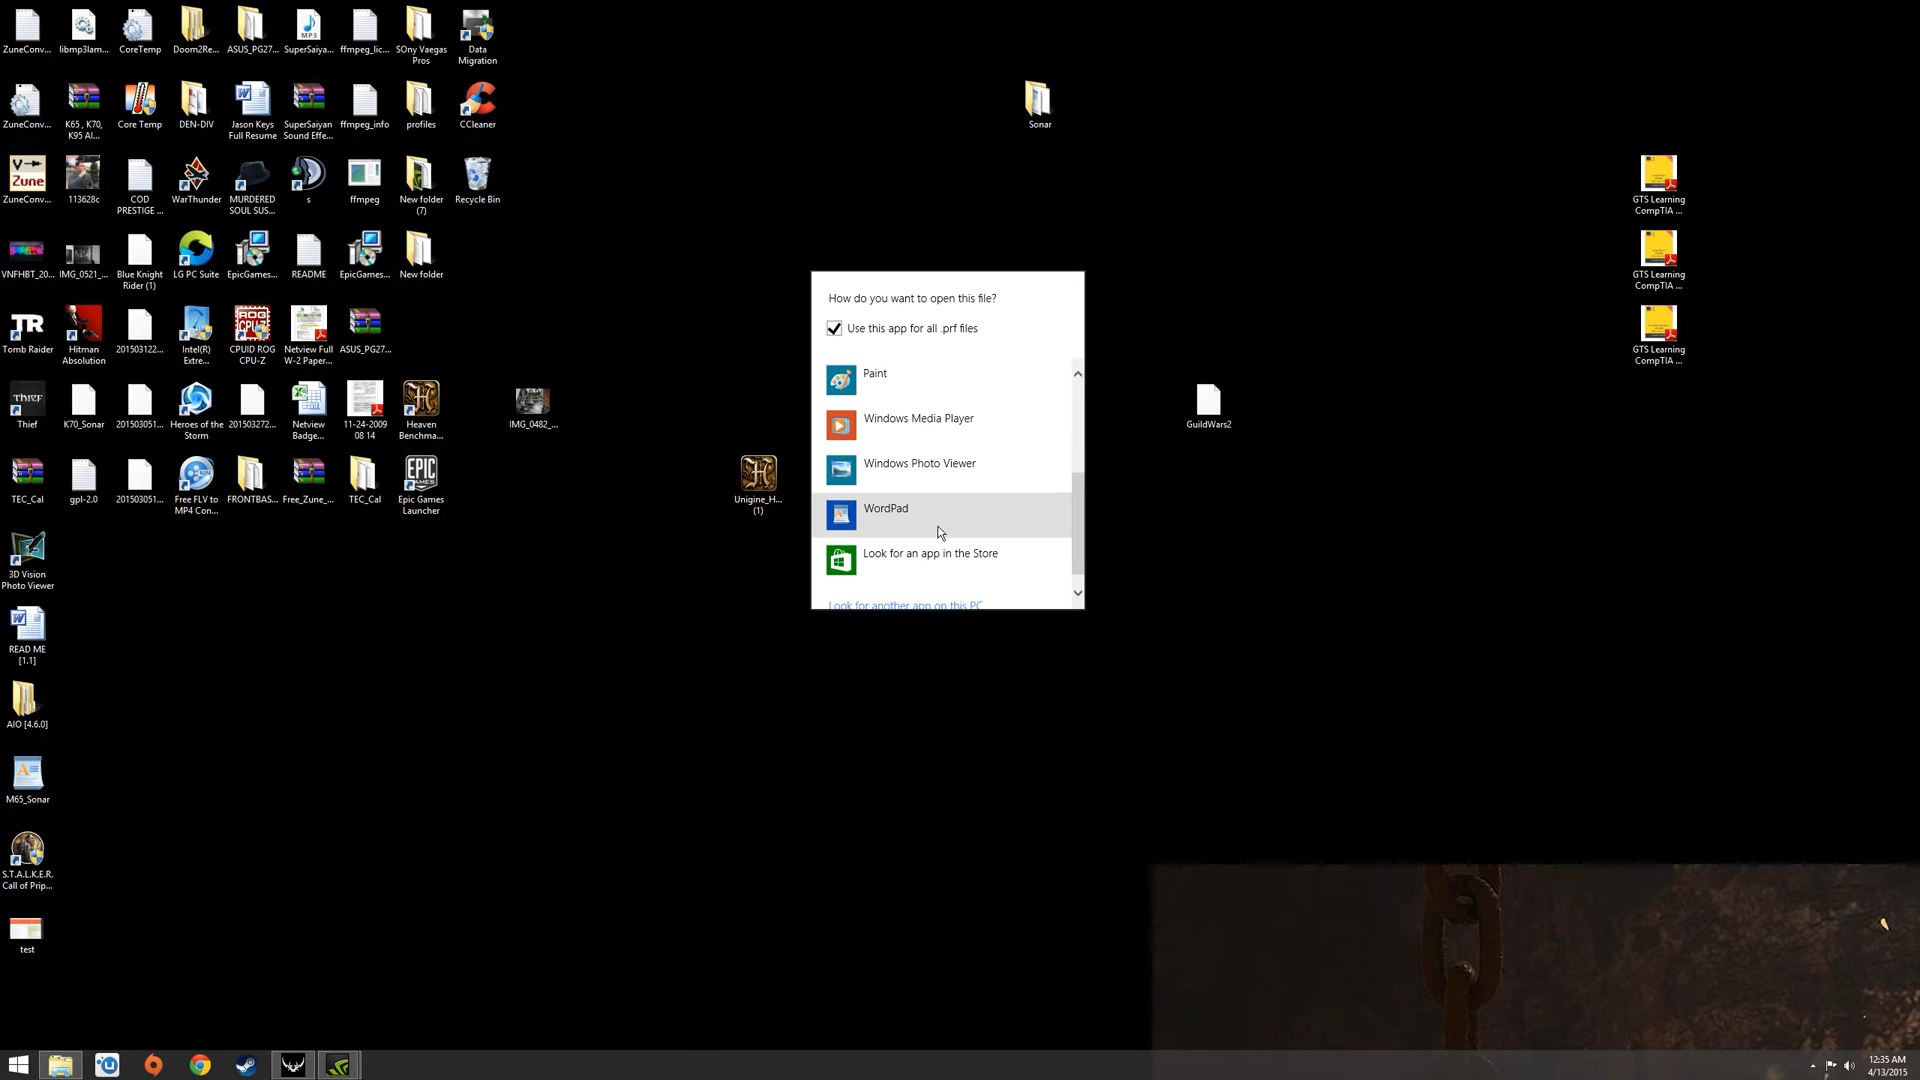 ZuneConv...
libmp3lam...
CoreTemp
Doom2Re...
ASUS_PG27...
SuperSaiya...
ffmpeg_lic...
SOny Vaegas
Pros
Data
Migration
ZuneConv...
K65 , K70,
K95 Al...
Core Temp
DEN-DIV
Jason Keys
Full Resume
SuperSaiyan
Sound Effe...
ffmpeg_info
profiles
CCleaner
Sonar
V
Zune
ZuneConv...
113628c
COD
PRESTIGE ...
WarThunder
MURDERED
SOUL SUS...
s
ffmpeg
New folder
(7)
Recycle Bin
GTS Learning
CompTIA ...
VNFHBT_20...
IMG_0521_...
Blue Knight
Rider (1)
LG PC Suite
EpicGames...
README
EpicGames...
New folder
GTS Learning
CompTIA ...
How do you want to open this file?
Use this app for all .prf files
Paint
Windows Media Player
Windows Photo Viewer
WordPad
Look for an app in the Store
Look for another app on this PC
TR
Tomb Raider
Hitman
Absolution
201503122...
Intel(R)
Extre...
CPUID ROG
CPU-Z
Netview Full
W-2 Paper...
ASUS_PG27...
GTS Learning
CompTIA ...
THIEF
Thief
K70_Sonar
201503051...
Heroes of the
Storm
201503272...
Netview
Badge...
11-24-2009
08 14
Heaven
Benchma...
IMG_0482_...
GuildWars2
TEC_Cal
gpl-2.0
201503051...
Free FLV to
MP4 Con...
FRONTBAS...
Free_Zune_...
TEC_Cal
EPIC
GAMES
Epic Games
Launcher
Unigine_H...
(1)
3D Vision
Photo Viewer
READ ME
[1.1]
AIO [4.6.0]
M65_Sonar
S.T.A.L.K.E.R.
Call of Prip...
test
12:35 AM
4/13/2015